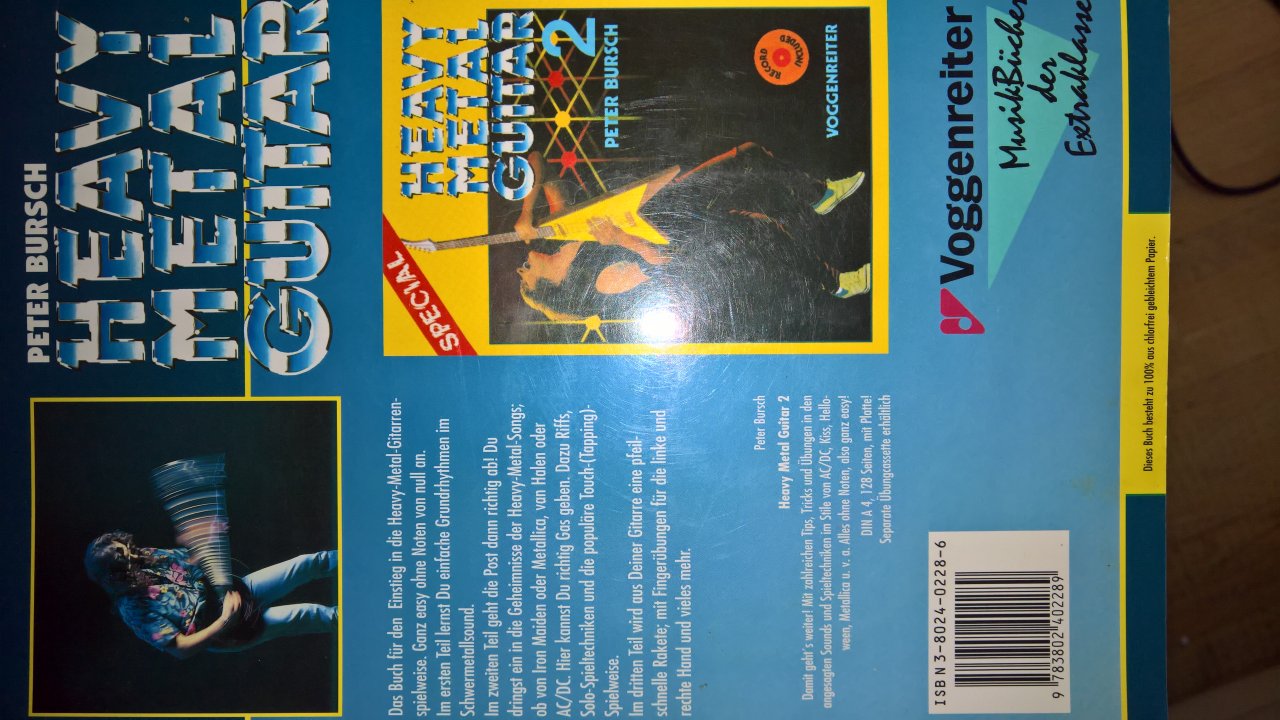 PETER BURSCH
HEAVY
METAL
GUITAR
Das Buch für den Einstieg in die Heavy-Metal-Gitarren-
spielweise. Ganz easy ohne Noten von null an.
Im ersten Teil lernst Du einfache Grundrhythmen im
Schwermetallsound.
Im zweiten Teil geht die Post dann richtig ab! Du
dringst ein in die Geheimnisse der Heavy-Metal-Songs;
ob von Iron Maiden oder Metallica, van Halen oder
AC/DC. Hier kannst Du richtig Gas geben. Dazu Riffs,
Solo-Spieltechniken und die populäre Touch-(Tapping)-
Spielweise.
Im dritten Teil wird aus Deiner Gitarre eine pfeil-
schnelle Rakete; mit Fingerübungen für die linke und
rechte Hand und vieles mehr.
SPECIAL
HEAVY
METAL
GUITAR
2
PETER BURSCH
RECORD
INCLUDED
VOGGENREITER
Peter Bursch
Heavy Metal Guitar 2
Damit geht's weiter! Mit zahlreichen Tips, Tricks und Übungen in den
angesagten Sounds und Spieltechniken im Stile von AC/DC, Kiss, Hello-
ween, Metallica u. v. a. Alles ohne Noten, also ganz easy!
DIN A 4, 128 Seiten, mit Platte!
Separate Übungscassette erhältlich
ISBN 3-8024-0228-6
9 783802 402289
Voggenreiter
MusikBücher
der
Extraklasse
Dieses Buch besteht zu 100% aus chlorfrei gebleichtem Papier.